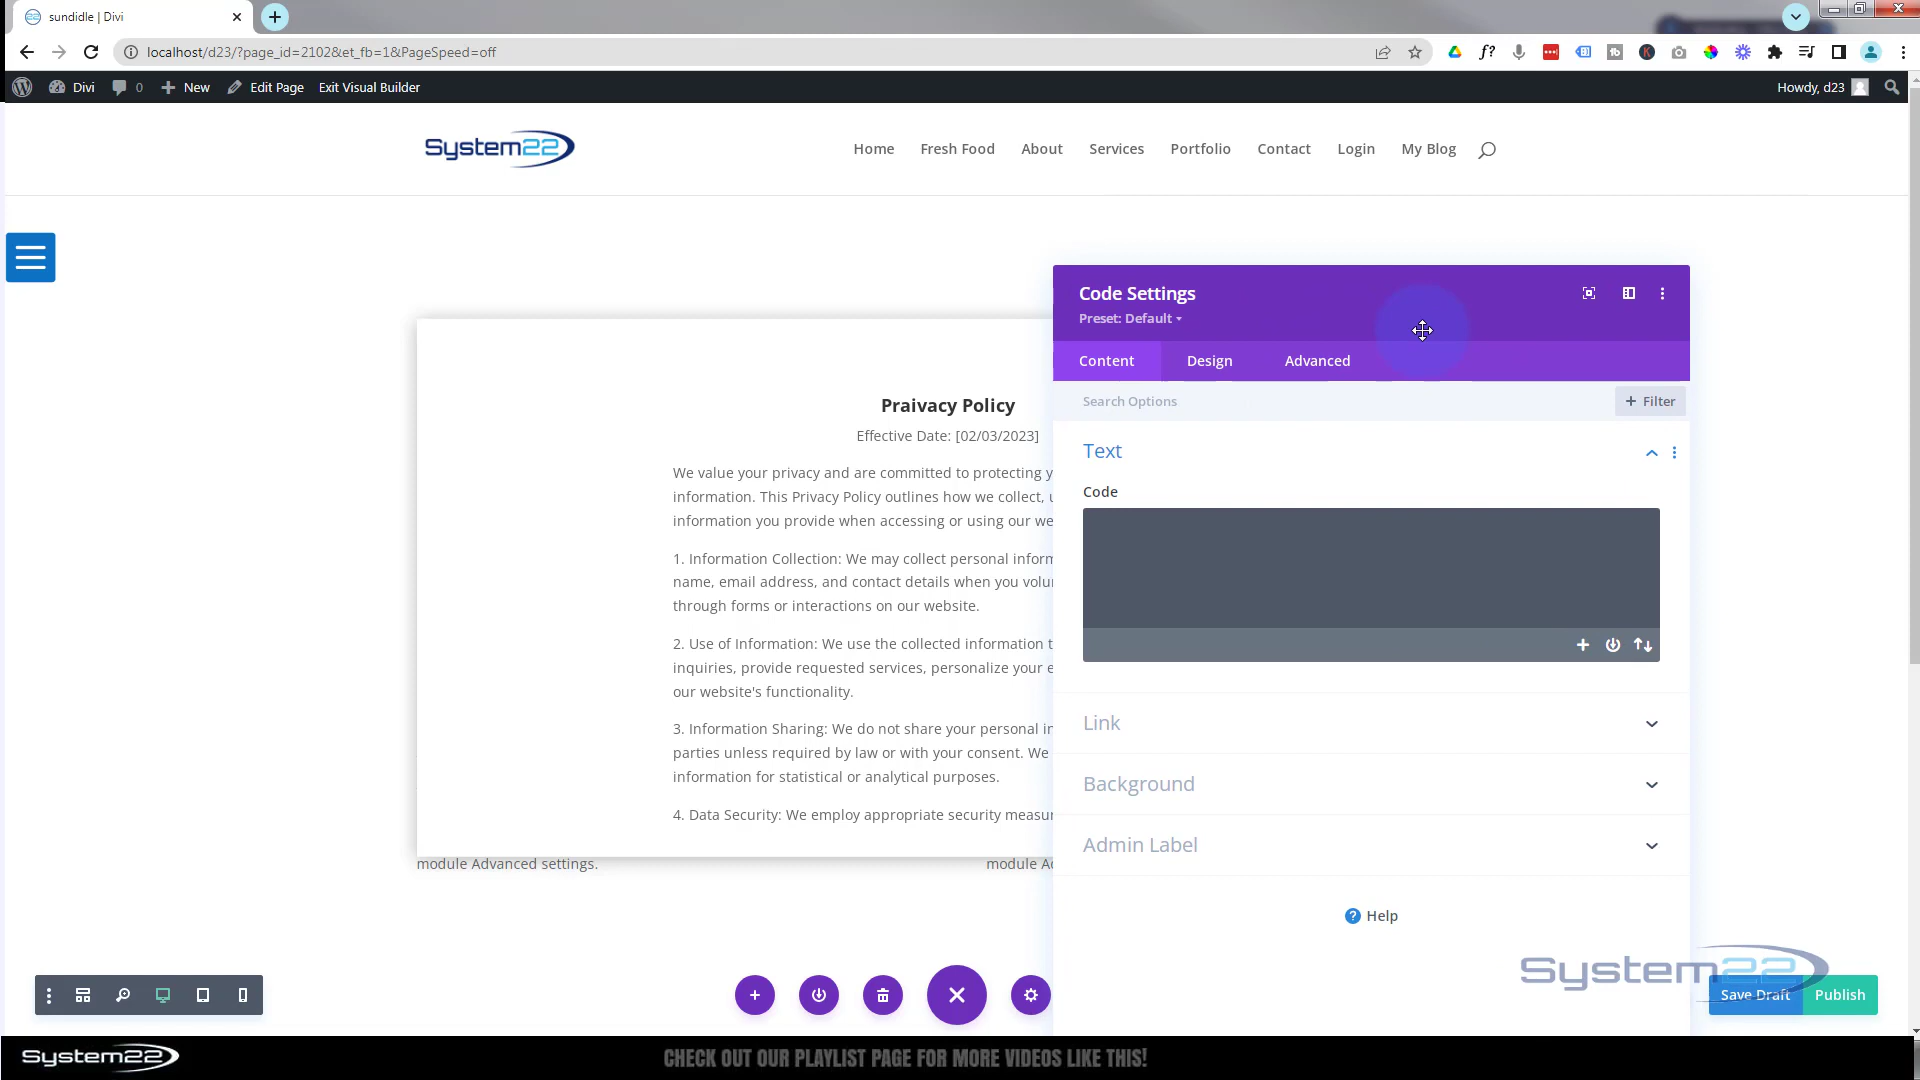 sundidle | Divi
localhost/d23/?page_id=2102&et_fb=1&PageSpeed=off
Divi
0
New
Edit Page
Exit Visual Builder
Howdy, d23
System22
Home
Fresh Food
About
Services
Portfolio
Contact
Login
My Blog
Code Settings
Preset: Default
Content
Design
Advanced
Search Options
+ Filter
Text
Code
Link
Background
Admin Label
Help
Praivacy Policy
Effective Date: [02/03/2023]
We value your privacy and are committed to protecting y
information. This Privacy Policy outlines how we collect, u
information you provide when accessing or using our we
1. Information Collection: We may collect personal inform
name, email address, and contact details when you volun
through forms or interactions on our website.
2. Use of Information: We use the collected information t
inquiries, provide requested services, personalize your e
our website's functionality.
3. Information Sharing: We do not share your personal in
parties unless required by law or with your consent. We
information for statistical or analytical purposes.
4. Data Security: We employ appropriate security measur
module Advanced settings.
module Ad
System22
Save Draft
Publish
System22
CHECK OUT OUR PLAYLIST PAGE FOR MORE VIDEOS LIKE THIS!